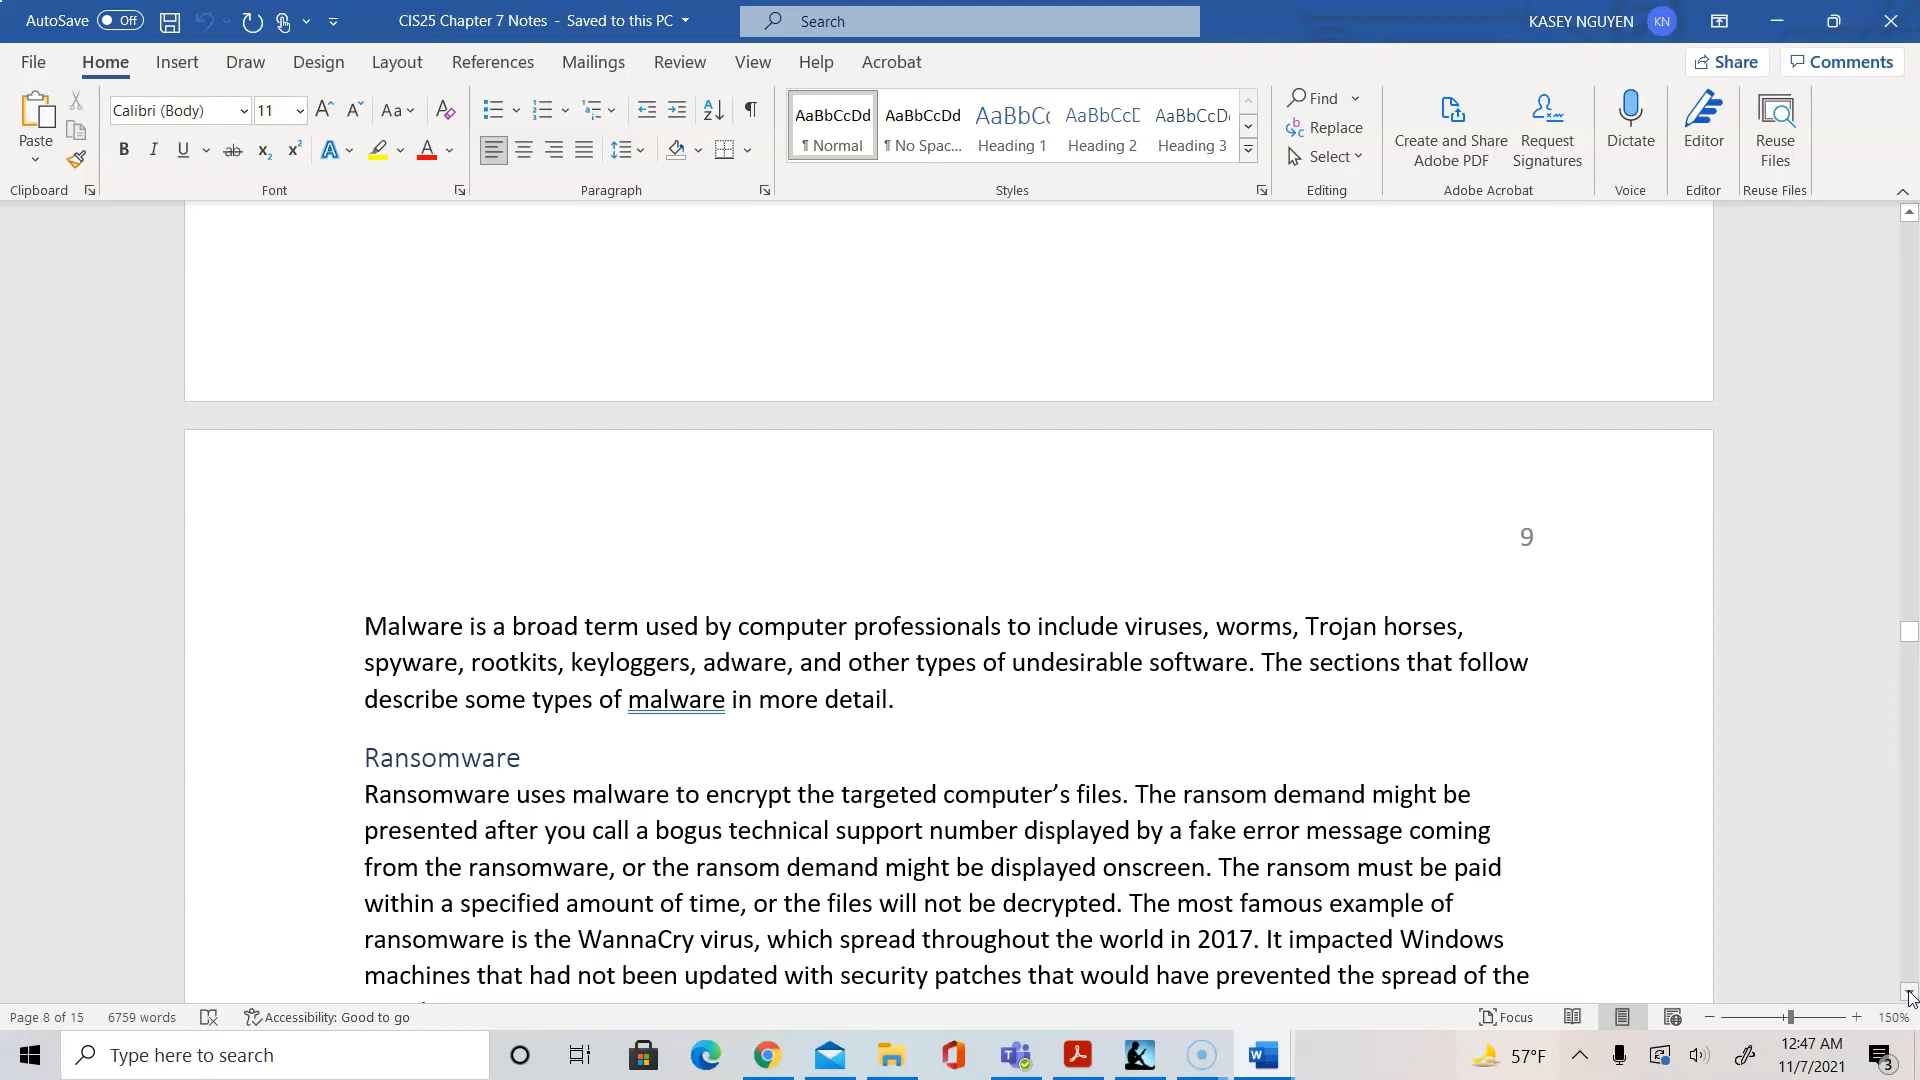 AutoSave Off CIS25 Chapter 7 Notes - Saved to this PC Search KASEY NGUYEN KN
File Home Insert Draw Design Layout References Mailings Review View Help Acrobat Share Comments
Calibri (Body) 11 Aa
Paste
B I U ab x2 x2 A A
AaBbCcDd AaBbCcDd AaBbCc AaBbCcD AaBbCcD
¶ Normal ¶ No Spac... Heading 1 Heading 2 Heading 3
Find
Replace
Select
Create and Share
Adobe PDF
Request
Signatures
Dictate
Editor
Reuse
Files
Clipboard Font Paragraph Styles Editing Adobe Acrobat Voice Editor Reuse Files
9
Malware is a broad term used by computer professionals to include viruses, worms, Trojan horses,
spyware, rootkits, keyloggers, adware, and other types of undesirable software. The sections that follow
describe some types of malware in more detail.
Ransomware
Ransomware uses malware to encrypt the targeted computer’s files. The ransom demand might be
presented after you call a bogus technical support number displayed by a fake error message coming
from the ransomware, or the ransom demand might be displayed onscreen. The ransom must be paid
within a specified amount of time, or the files will not be decrypted. The most famous example of
ransomware is the WannaCry virus, which spread throughout the world in 2017. It impacted Windows
machines that had not been updated with security patches that would have prevented the spread of the
Page 8 of 15 6759 words Accessibility: Good to go Focus 150%
Type here to search 57°F 12:47 AM
11/7/2021 3